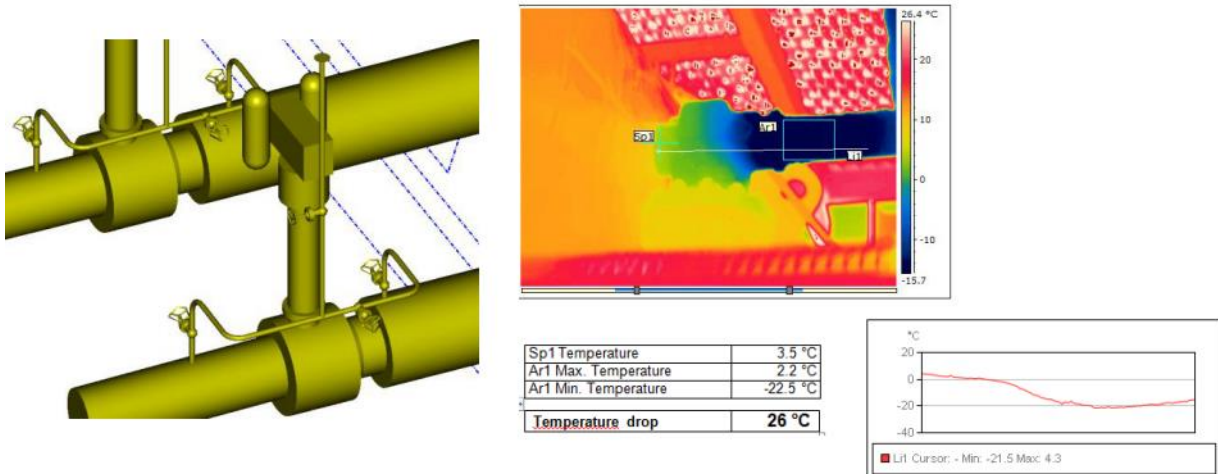 26.4 °C
20
10
0
-10
-15.7
Sp1
Ar1
Li1
Sp1 Temperature 3.5 °C
Ar1 Max. Temperature 2.2 °C
Ar1 Min. Temperature -22.5 °C
Temperature drop 26 °C
°C
20
0
-20
-40
Li1 Cursor: - Min: -21.5 Max: 4.3